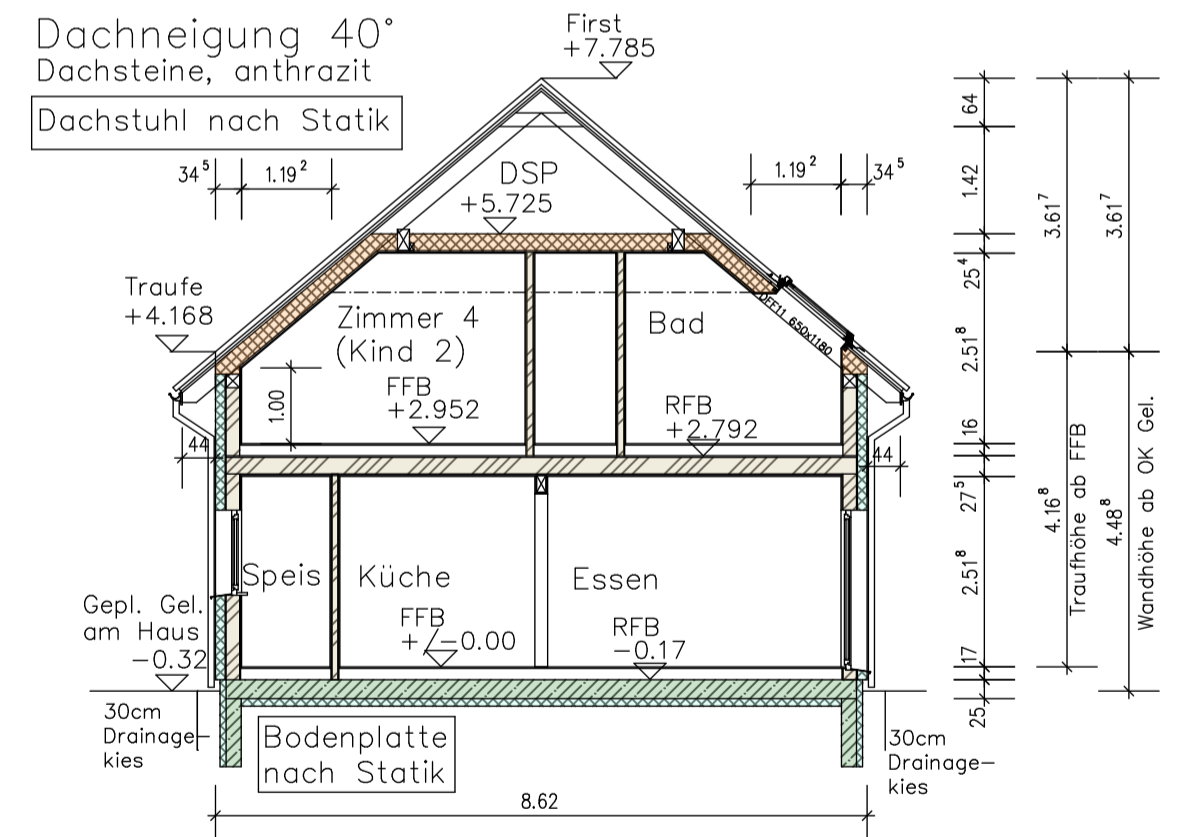 Dachneigung 40°
Dachsteine, anthrazit
Dachstuhl nach Statik
First
+7.785
34⁵
1.19²
DSP
+5.725
1.19²
34⁵
Traufe
+4.168
Zimmer 4
(Kind 2)
Bad
DFF11 650x1180
1.00
FFB
+2.952
RFB
+2.792
44
44
Speis
Küche
Essen
FFB
+/-0.00
RFB
-0.17
Gepl. Gel.
am Haus
-0.32
30cm
Drainage-
kies
Bodenplatte
nach Statik
30cm
Drainage-
kies
8.62
64
1.42
25⁴
2.51⁸
16
27⁵
2.51⁸
17
25
3.61⁷
4.16⁸
Traufhöhe ab FFB
3.61⁷
4.48⁸
Wandhöhe ab OK Gel.